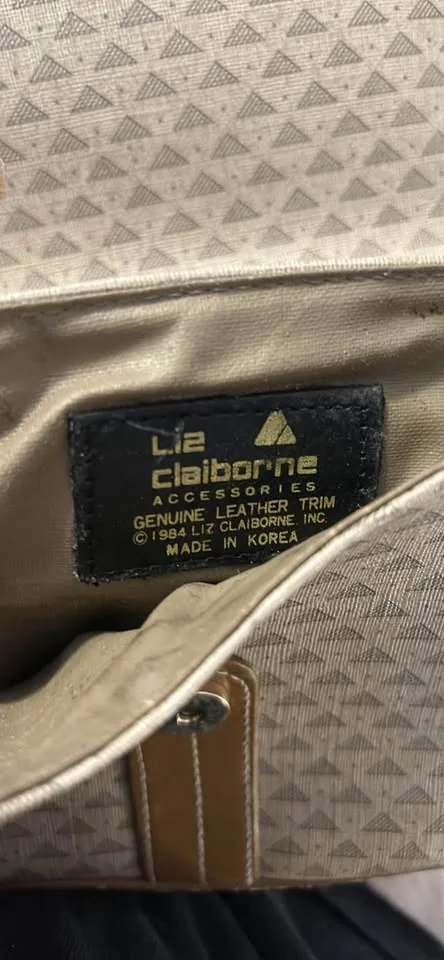 Liz
claiborne
ACCESSORIES
GENUINE LEATHER TRIM
© 1984 LIZ CLAIBORNE, INC.
MADE IN KOREA